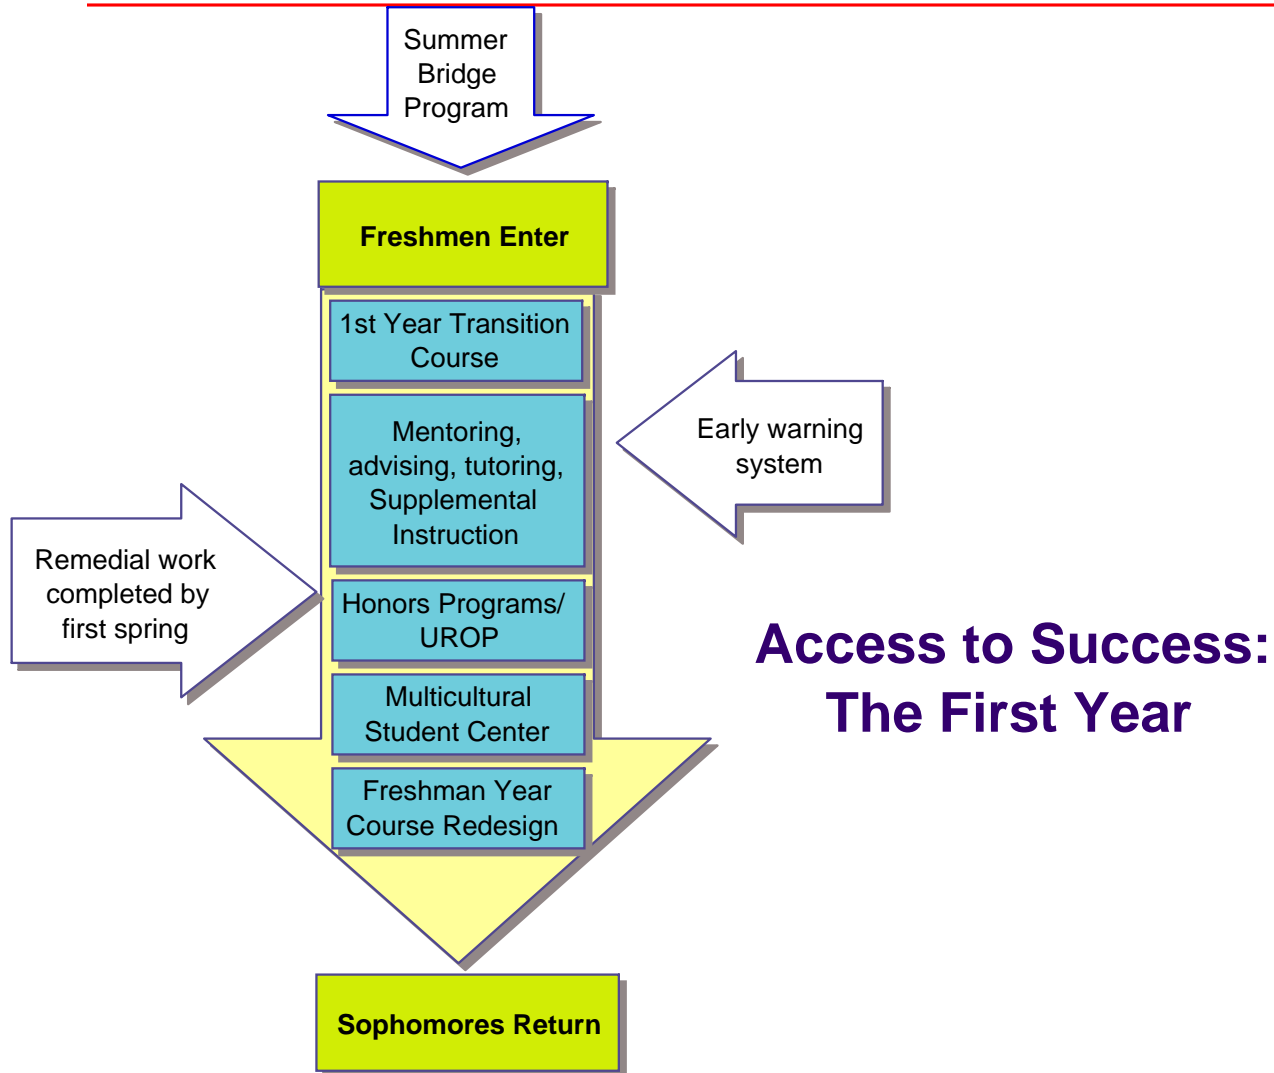 Summer
Bridge
Program
Freshmen Enter
1st Year Transition
Course
Mentoring,
advising, tutoring,
Supplemental
Instruction
Early warning
system
Remedial work
completed by
first spring
Honors Programs/
UROP
Access to Success:
The First Year
Multicultural
Student Center
Freshman Year
Course Redesign
Sophomores Return